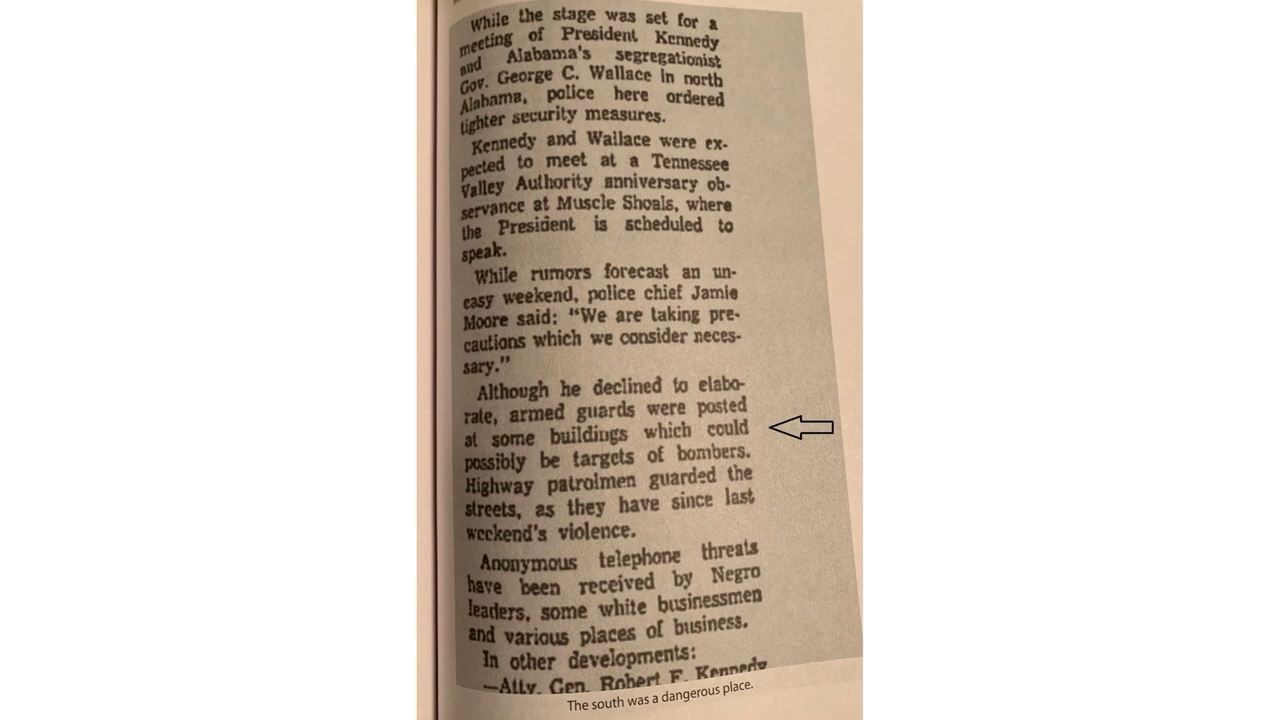 While the stage was set for a
meeting of President Kennedy
and Alabama's segregationist
Gov. George C. Wallace in north
Alabama, police here ordered
tighter security measures.
Kennedy and Wallace were ex-
pected to meet at a Tennessee
Valley Authority anniversary ob-
servance at Muscle Shoals, where
the President is scheduled to
speak.
While rumors forecast an un-
easy weekend, police chief Jamie
Moore said: "We are taking pre-
cautions which we consider neces-
sary."
Although he declined to elabo-
rate, armed guards were posted
at some buildings which could
possibly be targets of bombers.
Highway patrolmen guarded the
streets, as they have since last
weekend's violence.
Anonymous telephone threats
have been received by Negro
leaders, some white businessmen
and various places of business.
In other developments:
—Atty. Gen. Robert F. Kennedy
The south was a dangerous place.